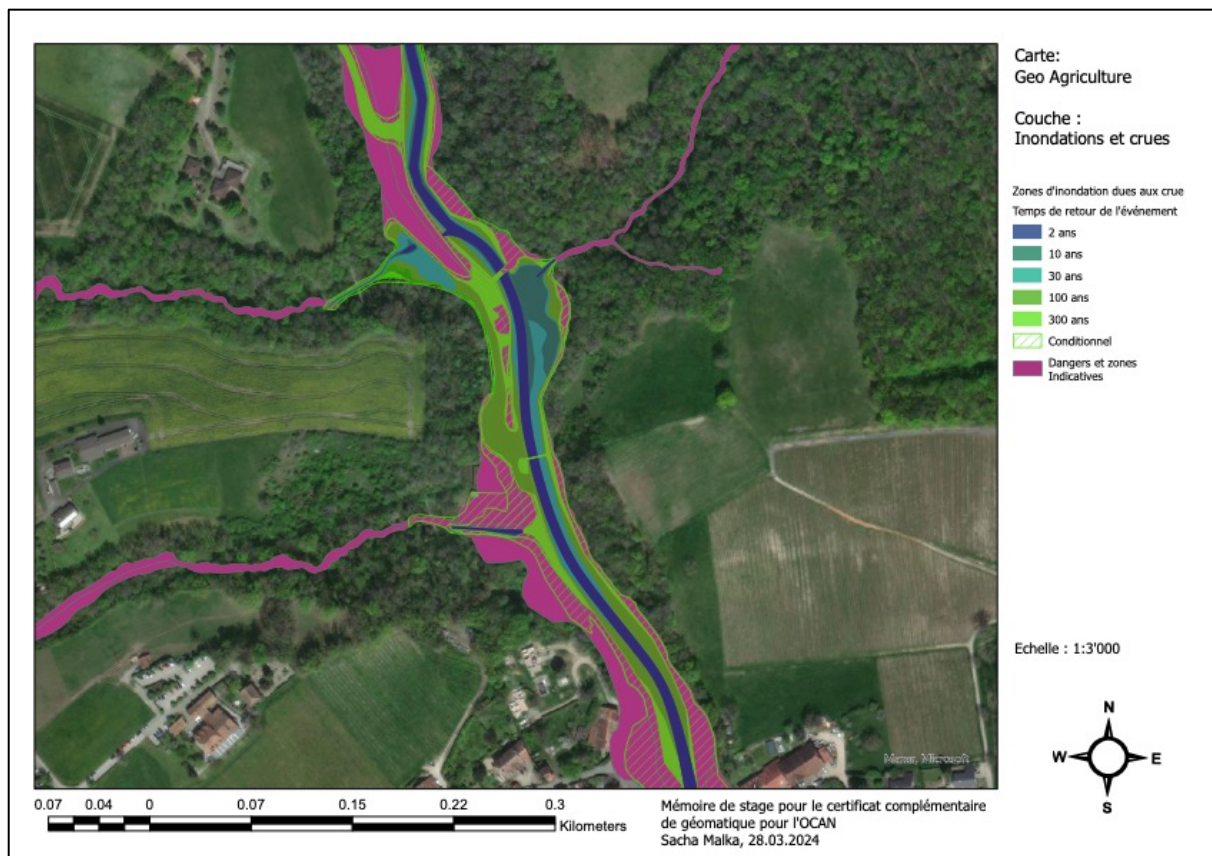 Carte:
Geo Agriculture
Couche :
Inondations et crues
Zones d'inondation dues aux crue
Temps de retour de l'événement
2 ans
10 ans
30 ans
100 ans
300 ans
Conditionnel
Dangers et zones
Indicatives
Echelle : 1:3'000
N
W E
S
Maxar, Microsoft
0.07 0.04 0 0.07 0.15 0.22 0.3
Kilometers
Mémoire de stage pour le certificat complémentaire
de géomatique pour l'OCAN
Sacha Malka, 28.03.2024